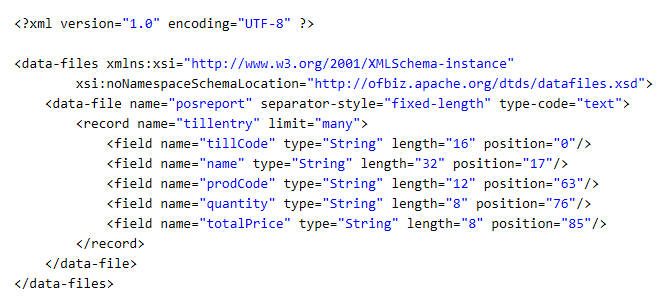 <?xml version="1.0" encoding="UTF-8" ?>
<data-files xmlns:xsi="http://www.w3.org/2001/XMLSchema-instance"
xsi:noNamespaceSchemaLocation="http://ofbiz.apache.org/dtds/datafiles.xsd">
<data-file name="posreport" separator-style="fixed-length" type-code="text">
<record name="tillentry" limit="many">
<field name="tillCode" type="String" length="16" position="0"/>
<field name="name" type="String" length="32" position="17"/>
<field name="prodCode" type="String" length="12" position="63"/>
<field name="quantity" type="String" length="8" position="76"/>
<field name="totalPrice" type="String" length="8" position="85"/>
</record>
</data-file>
</data-files>